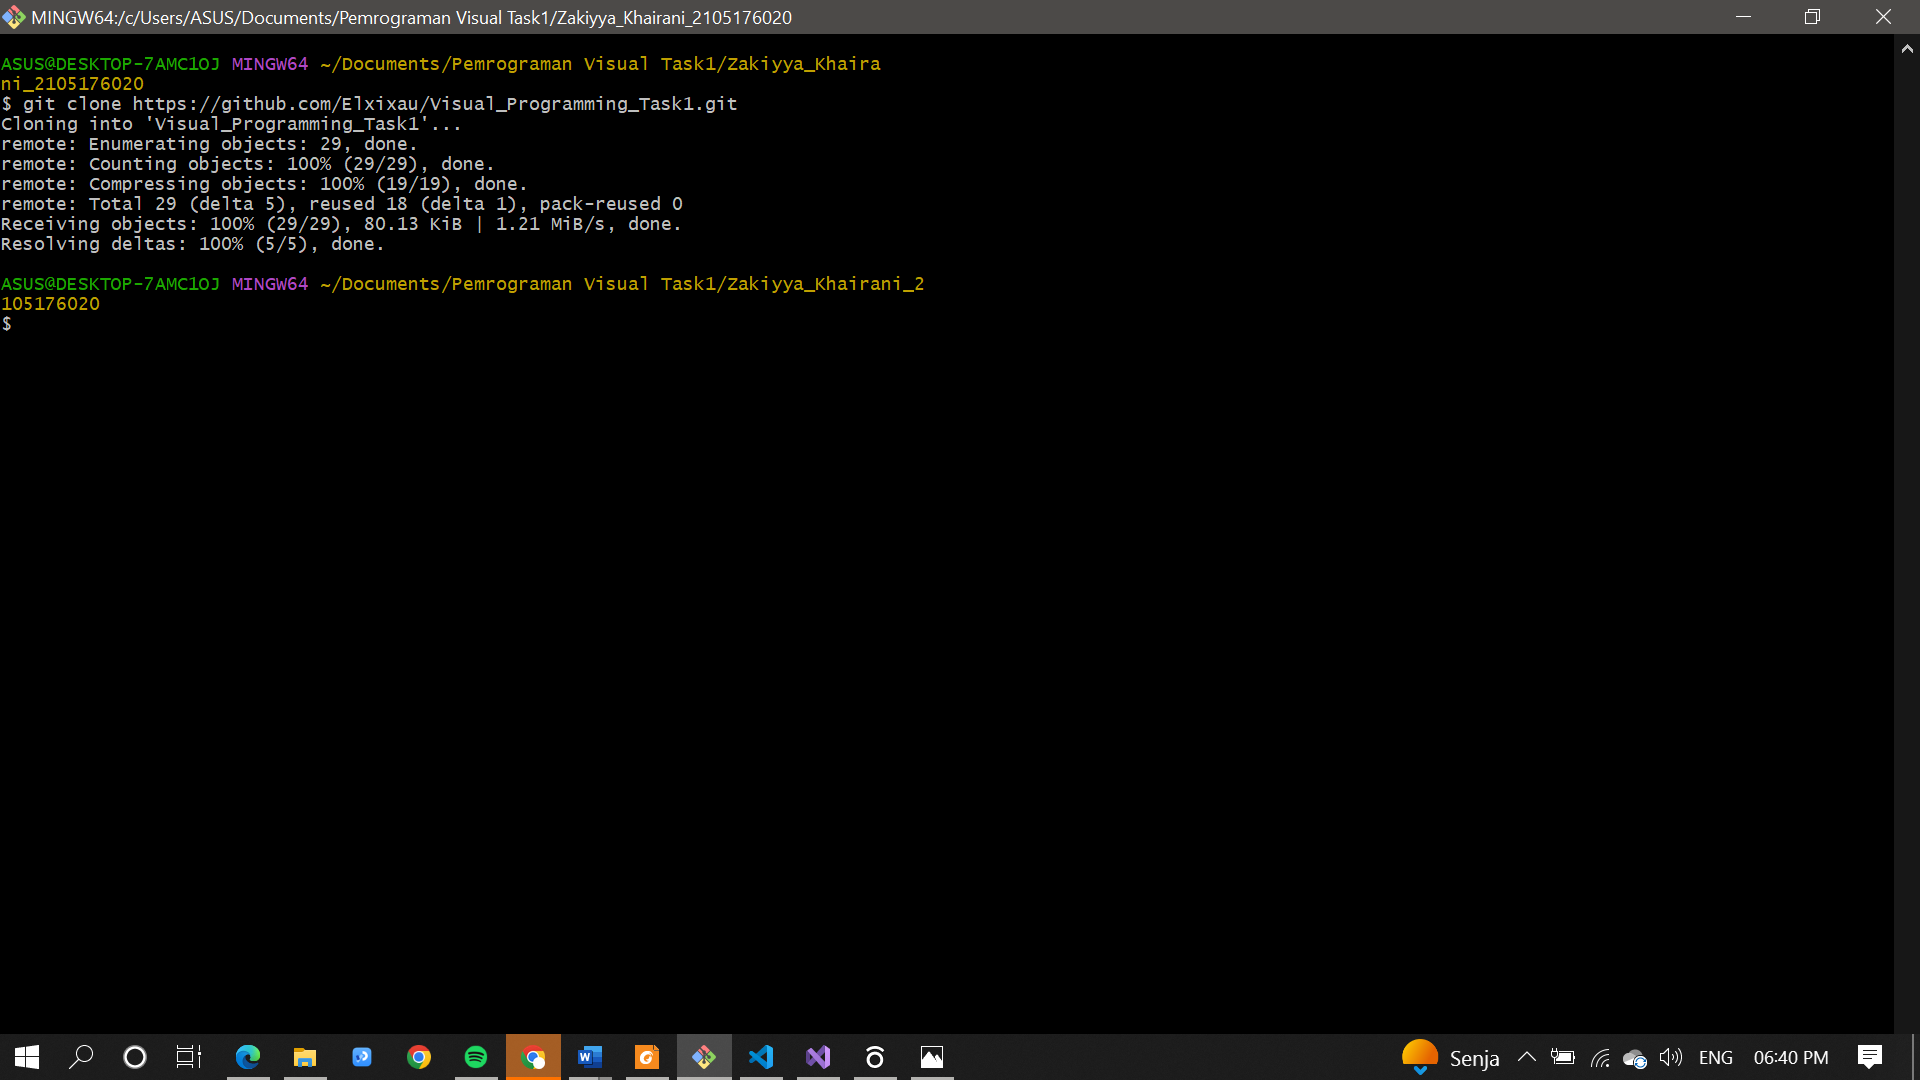 MINGW64:/c/Users/ASUS/Documents/Pemrograman Visual Task1/Zakiyya_Khairani_2105176020
ASUS@DESKTOP-7AMC1OJ MINGW64 ~/Documents/Pemrograman Visual Task1/Zakiyya_Khaira
ni_2105176020
$ git clone https://github.com/Elxixau/Visual_Programming_Task1.git
Cloning into 'Visual_Programming_Task1'...
remote: Enumerating objects: 29, done.
remote: Counting objects: 100% (29/29), done.
remote: Compressing objects: 100% (19/19), done.
remote: Total 29 (delta 5), reused 18 (delta 1), pack-reused 0
Receiving objects: 100% (29/29), 80.13 KiB | 1.21 MiB/s, done.
Resolving deltas: 100% (5/5), done.
ASUS@DESKTOP-7AMC1OJ MINGW64 ~/Documents/Pemrograman Visual Task1/Zakiyya_Khairani_2
105176020
$
Senja ENG 06:40 PM